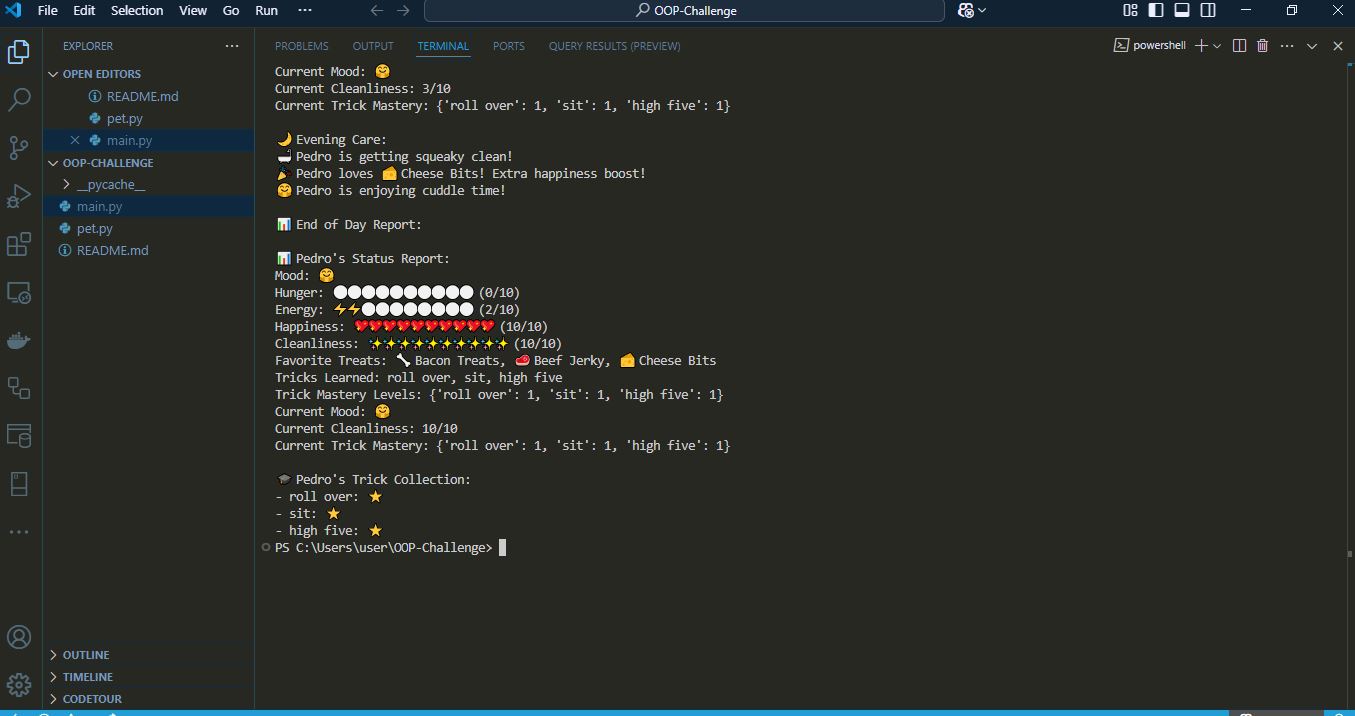 File Edit Selection View Go Run ··· OOP-Challenge
EXPLORER ···
OPEN EDITORS
README.md
pet.py
main.py
OOP-CHALLENGE
__pycache__
main.py
pet.py
README.md
OUTLINE
TIMELINE
CODETOUR
PROBLEMS OUTPUT TERMINAL PORTS QUERY RESULTS (PREVIEW) powershell
Current Mood: 🤗
Current Cleanliness: 3/10
Current Trick Mastery: {'roll over': 1, 'sit': 1, 'high five': 1}
🌙 Evening Care:
🛁 Pedro is getting squeaky clean!
🎉 Pedro loves 🧀 Cheese Bits! Extra happiness boost!
🤗 Pedro is enjoying cuddle time!
📊 End of Day Report:
📊 Pedro's Status Report:
Mood: 🤗
Hunger: ⚪⚪⚪⚪⚪⚪⚪⚪⚪⚪ (0/10)
Energy: ⚡⚡⚪⚪⚪⚪⚪⚪⚪⚪ (2/10)
Happiness: ❤️❤️❤️❤️❤️❤️❤️❤️❤️❤️ (10/10)
Cleanliness: ✨✨✨✨✨✨✨✨✨✨ (10/10)
Favorite Treats: 🦴 Bacon Treats, 🥩 Beef Jerky, 🧀 Cheese Bits
Tricks Learned: roll over, sit, high five
Trick Mastery Levels: {'roll over': 1, 'sit': 1, 'high five': 1}
Current Mood: 🤗
Current Cleanliness: 10/10
Current Trick Mastery: {'roll over': 1, 'sit': 1, 'high five': 1}
🎓 Pedro's Trick Collection:
- roll over: ⭐
- sit: ⭐
- high five: ⭐
PS C:\Users\user\OOP-Challenge>